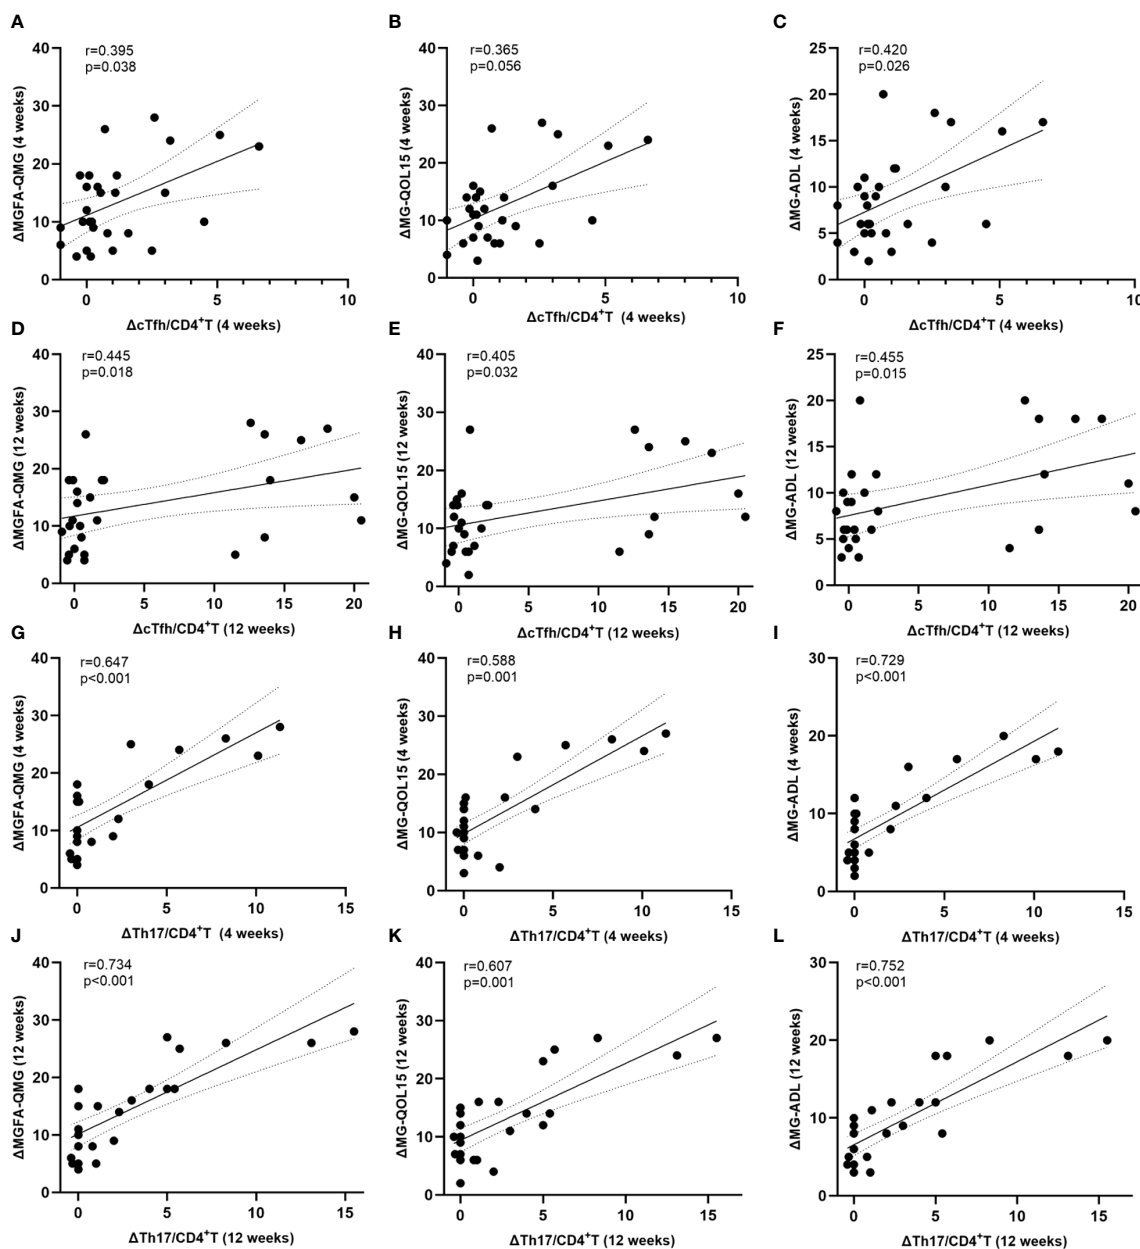 A
r=0.395
p=0.038
ΔMGFA-QMG (4 weeks)
40
30
20
10
0
0 5 10
ΔcTfh/CD4⁺T (4 weeks)
B
r=0.365
p=0.056
ΔMG-QOL15 (4 weeks)
40
30
20
10
0
0 5 10
ΔcTfh/CD4⁺T (4 weeks)
C
r=0.420
p=0.026
ΔMG-ADL (4 weeks)
25
20
15
10
5
0
0 5 10
ΔcTfh/CD4⁺T (4 weeks)
D
r=0.445
p=0.018
ΔMGFA-QMG (12 weeks)
40
30
20
10
0
0 5 10 15 20
ΔcTfh/CD4⁺T (12 weeks)
E
r=0.405
p=0.032
ΔMG-QOL15 (12 weeks)
40
30
20
10
0
0 5 10 15 20
ΔcTfh/CD4⁺T (12 weeks)
F
r=0.455
p=0.015
ΔMG-ADL (12 weeks)
25
20
15
10
5
0
0 5 10 15 20
ΔcTfh/CD4⁺T (12 weeks)
G
r=0.647
p<0.001
ΔMGFA-QMG (4 weeks)
40
30
20
10
0
0 5 10 15
ΔTh17/CD4⁺T (4 weeks)
H
r=0.588
p=0.001
ΔMG-QOL15 (4 weeks)
40
30
20
10
0
0 5 10 15
ΔTh17/CD4⁺T (4 weeks)
I
r=0.729
p<0.001
ΔMG-ADL (4 weeks)
30
20
10
0
0 5 10 15
ΔTh17/CD4⁺T (4 weeks)
J
r=0.734
p<0.001
ΔMGFA-QMG (12 weeks)
40
30
20
10
0
0 5 10 15
ΔTh17/CD4⁺T (12 weeks)
K
r=0.607
p=0.001
ΔMG-QOL15 (12 weeks)
40
30
20
10
0
0 5 10 15
ΔTh17/CD4⁺T (12 weeks)
L
r=0.752
p<0.001
ΔMG-ADL (12 weeks)
30
20
10
0
0 5 10 15
ΔTh17/CD4⁺T (12 weeks)